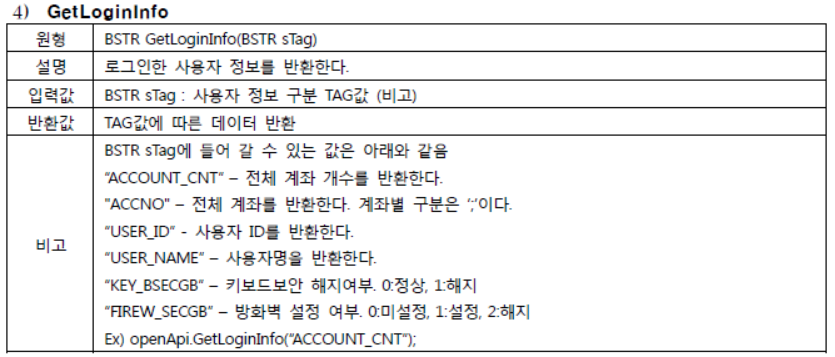 4) GetLoginInfo
원형 BSTR GetLoginInfo(BSTR sTag)
설명 로그인한 사용자 정보를 반환한다.
입력값 BSTR sTag : 사용자 정보 구분 TAG값 (비고)
반환값 TAG값에 따른 데이터 반환
비고
BSTR sTag에 들어 갈 수 있는 값은 아래와 같음
“ACCOUNT_CNT” – 전체 계좌 개수를 반환한다.
"ACCNO" – 전체 계좌를 반환한다. 계좌별 구분은 ‘;’이다.
“USER_ID” - 사용자 ID를 반환한다.
“USER_NAME” – 사용자명을 반환한다.
“KEY_BSECGB” – 키보드보안 해지여부. 0:정상, 1:해지
“FIREW_SECGB” – 방화벽 설정 여부. 0:미설정, 1:설정, 2:해지
Ex) openApi.GetLoginInfo(“ACCOUNT_CNT”);